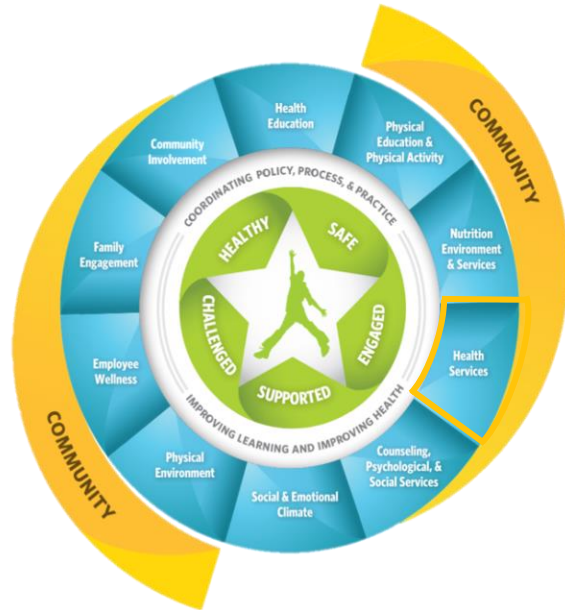 COMMUNITY
Health
Education
Physical
Education &
Physical Activity
Nutrition
Environment
& Services
Health
Services
Counseling,
Psychological, &
Social Services
Social & Emotional
Climate
Physical
Environment
Employee
Wellness
Family
Engagement
Community
Involvement
COORDINATING POLICY, PROCESS, & PRACTICE
IMPROVING LEARNING AND IMPROVING HEALTH
HEALTHY
SAFE
ENGAGED
SUPPORTED
CHALLENGED
COMMUNITY